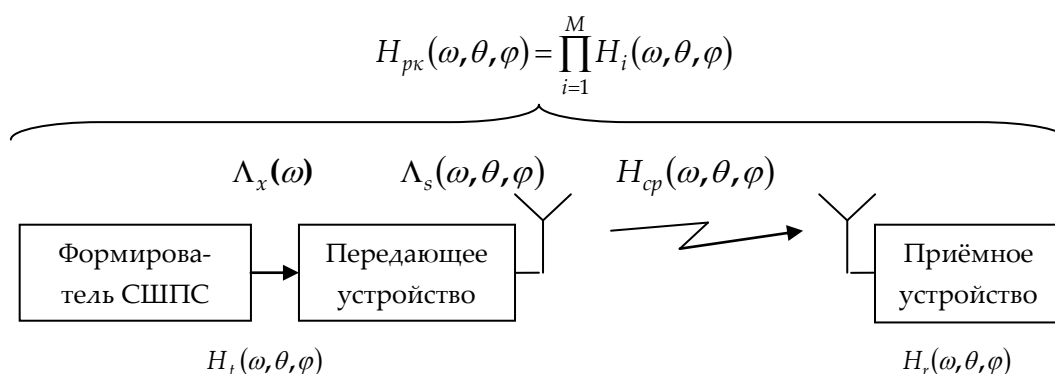 H_{рк}(ω,θ,φ)=∏_{i=1}^{M} H_i(ω,θ,φ)
Λ_x(ω) Λ_s(ω,θ,φ) H_{ср}(ω,θ,φ)
Формирова-
тель СШПС
Передающее
устройство
Приёмное
устройство
H_t(ω,θ,φ) H_r(ω,θ,φ)